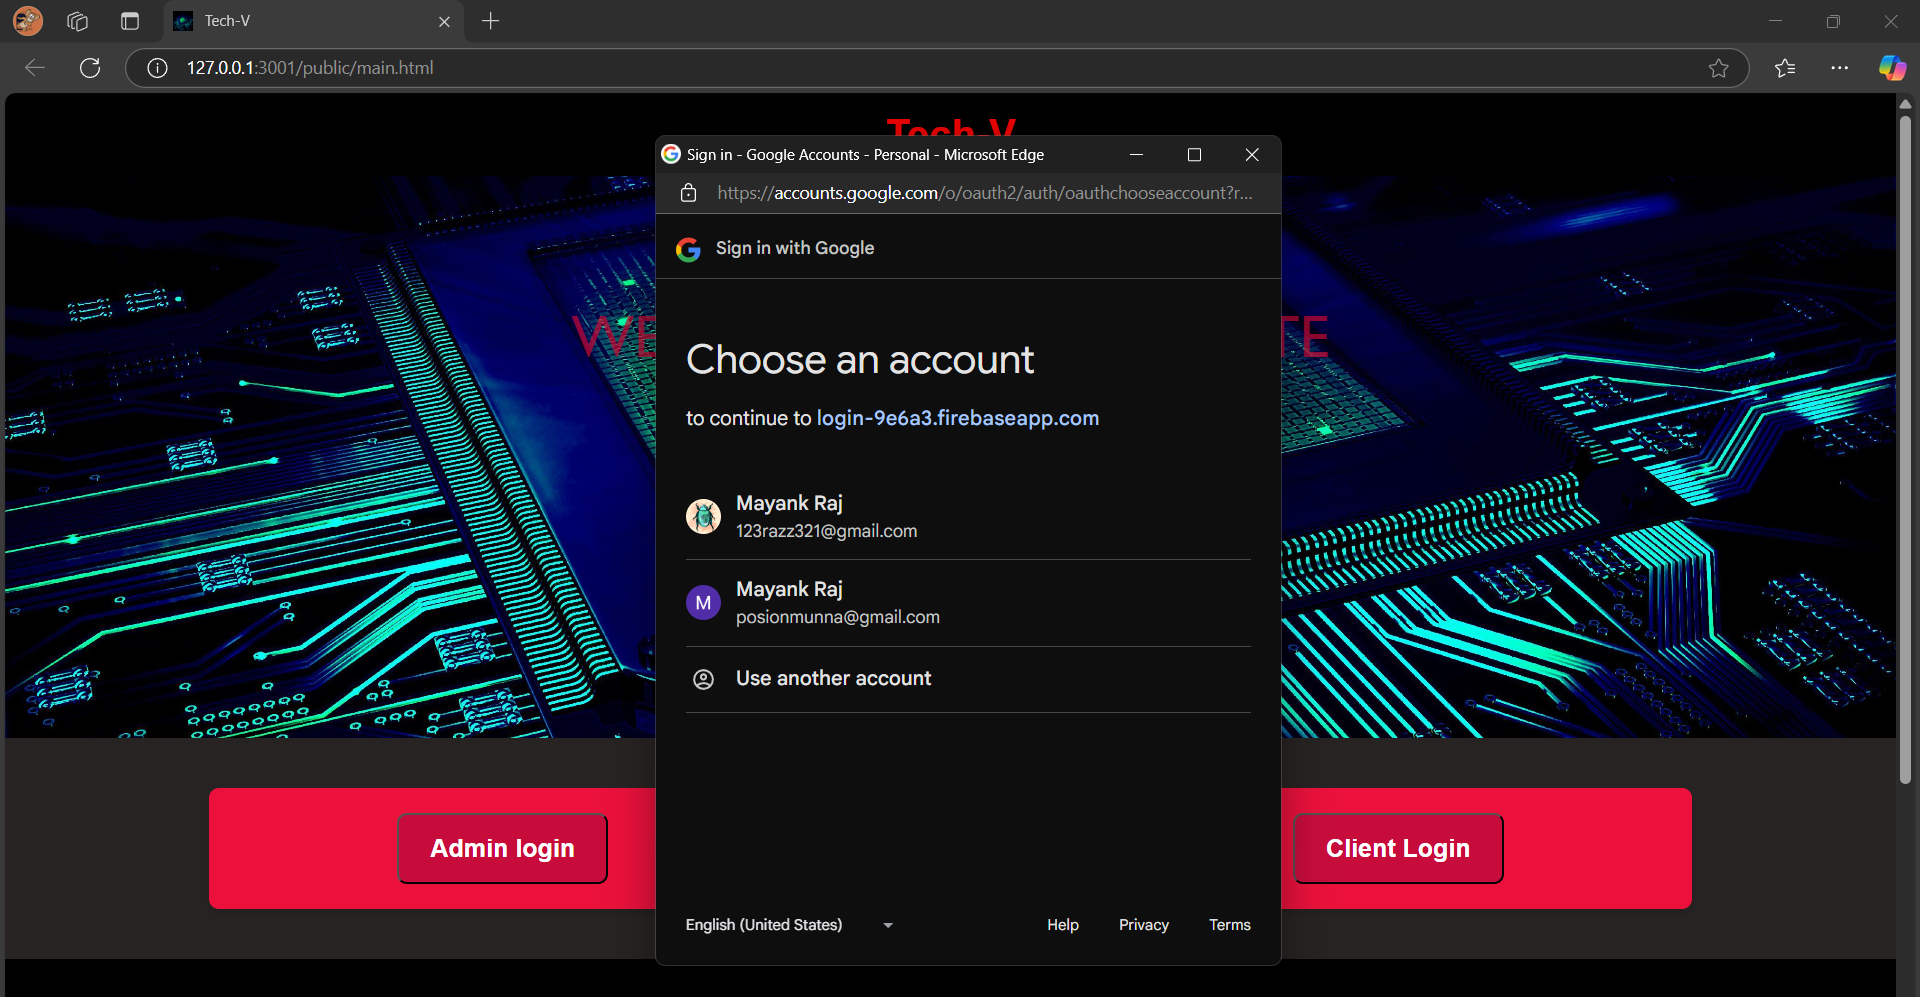 Tech-V
127.0.0.1:3001/public/main.html
Tech-V
Sign in - Google Accounts - Personal - Microsoft Edge
https://accounts.google.com/o/oauth2/auth/oauthchooseaccount?r...
Sign in with Google
WE
TE
Choose an account
to continue to login-9e6a3.firebaseapp.com
Mayank Raj
123razz321@gmail.com
M
Mayank Raj
posionmunna@gmail.com
Use another account
Admin login
Client Login
English (United States)
Help
Privacy
Terms